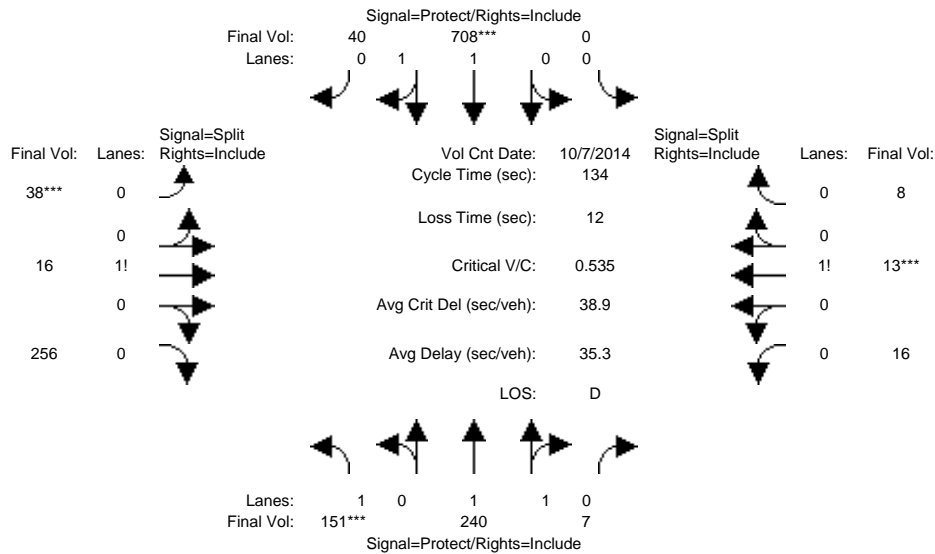 Signal=Protect/Rights=Include
Final Vol: 40 708*** 0
Lanes: 0 1 1 0 0
Signal=Split
Final Vol: Lanes: Rights=Include
Vol Cnt Date: 10/7/2014
Signal=Split
Rights=Include Lanes: Final Vol:
Cycle Time (sec): 134
38*** 0
0 8
Loss Time (sec): 12
0
0
16 1!
Critical V/C: 0.535
1! 13***
0
Avg Crit Del (sec/veh): 38.9
0
256 0
Avg Delay (sec/veh): 35.3
0 16
LOS: D
Lanes: 1 0 1 1 0
Final Vol: 151*** 240 7
Signal=Protect/Rights=Include